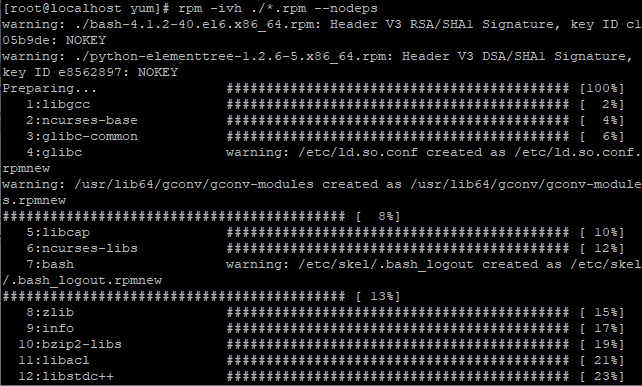 [root@localhost yum]# rpm -ivh ./*.rpm --nodeps
warning: ./bash-4.1.2-40.el6.x86_64.rpm: Header V3 RSA/SHA1 Signature, key ID c1
05b9de: NOKEY
warning: ./python-elementtree-1.2.6-5.x86_64.rpm: Header V3 DSA/SHA1 Signature,
key ID e8562897: NOKEY
Preparing... ########################################### [100%]
1:libgcc ########################################### [ 2%]
2:ncurses-base ########################################### [ 4%]
3:glibc-common ########################################### [ 6%]
4:glibc warning: /etc/ld.so.conf created as /etc/ld.so.conf.
rpmnew
warning: /usr/lib64/gconv/gconv-modules created as /usr/lib64/gconv/gconv-module
s.rpmnew
########################################### [ 8%]
5:libcap ########################################### [ 10%]
6:ncurses-libs ########################################### [ 12%]
7:bash warning: /etc/skel/.bash_logout created as /etc/skel
/.bash_logout.rpmnew
########################################### [ 13%]
8:zlib ########################################### [ 15%]
9:info ########################################### [ 17%]
10:bzip2-libs ########################################### [ 19%]
11:libacl ########################################### [ 21%]
12:libstdc++ ########################################### [ 23%]